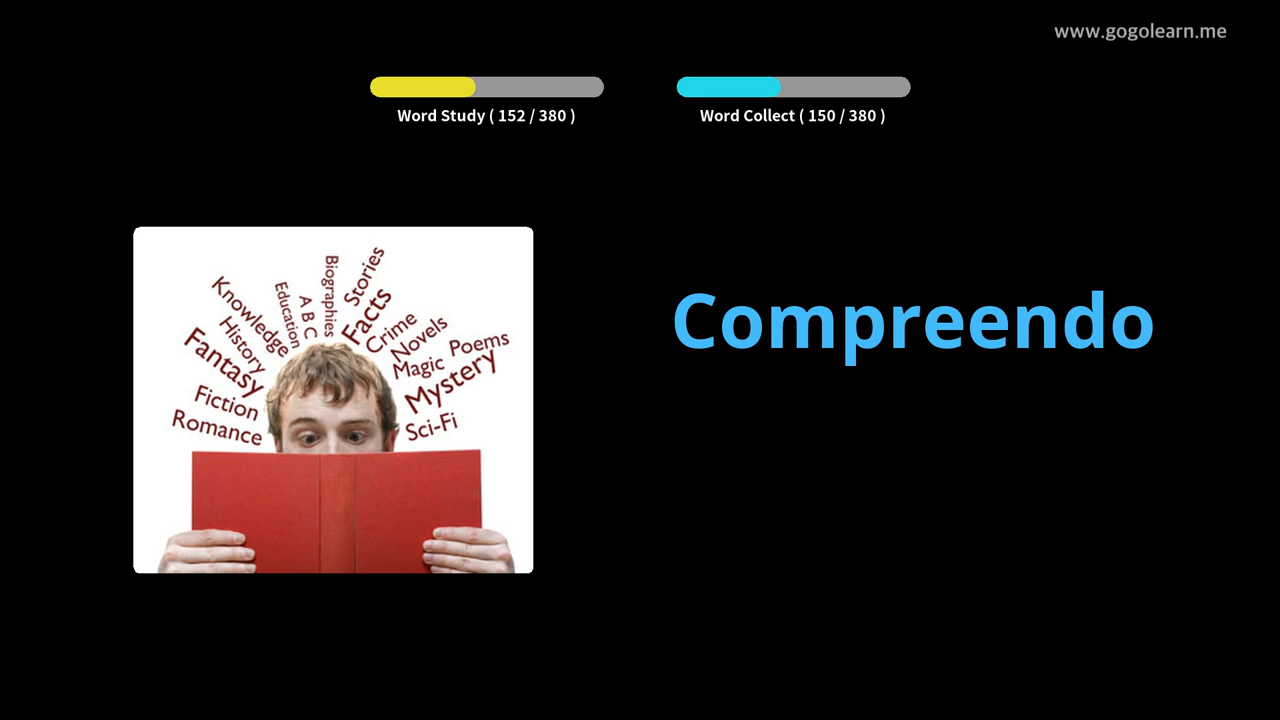 www.gogolearn.me
Word Study ( 152 / 380 )
Word Collect ( 150 / 380 )
Compreendo
Biographies
Stories
Education
A B C
Facts
Knowledge
Crime
Novels
History
Poems
Fantasy
Magic
Mystery
Fiction
Romance
Sci-Fi